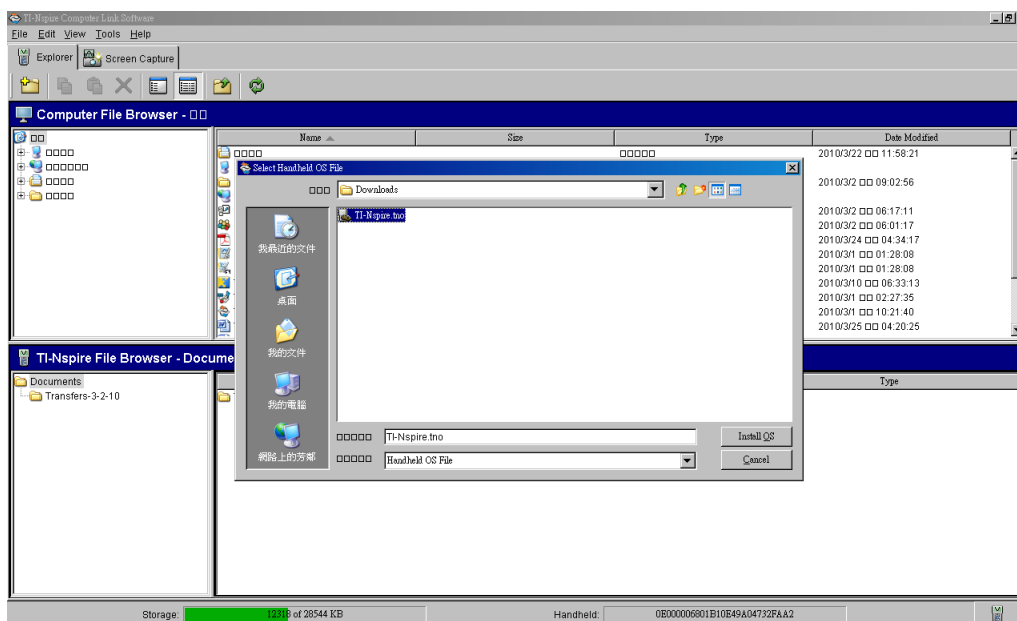 TI-Nspire Computer Link Software
File Edit View Tools Help
Explorer Screen Capture
Computer File Browser - □□
□□
□□□□
□□□□□□
□□□□
□□□□
Name Size Type Date Modified
□□□□ □□□□□ 2010/3/22 □□ 11:58:21
2010/3/2 □□ 09:02:56
2010/3/2 □□ 06:17:11
2010/3/2 □□ 06:01:17
2010/3/24 □□ 04:34:17
2010/3/1 □□ 01:28:08
2010/3/1 □□ 01:28:08
2010/3/10 □□ 06:33:13
2010/3/1 □□ 02:27:35
2010/3/1 □□ 10:21:40
2010/3/25 □□ 04:20:25
Select Handheld OS File
□□□ Downloads
TI-Nspire.tno
我最近的文件
桌面
我的文件
我的電腦
網路上的芳鄰
□□□□□ TI-Nspire.tno Install OS
□□□□□ Handheld OS File Cancel
TI-Nspire File Browser - Docume
Documents
Transfers-3-2-10
Type
Storage: 12318 of 28544 KB Handheld: 0E000006801B10E49A04732FAA2